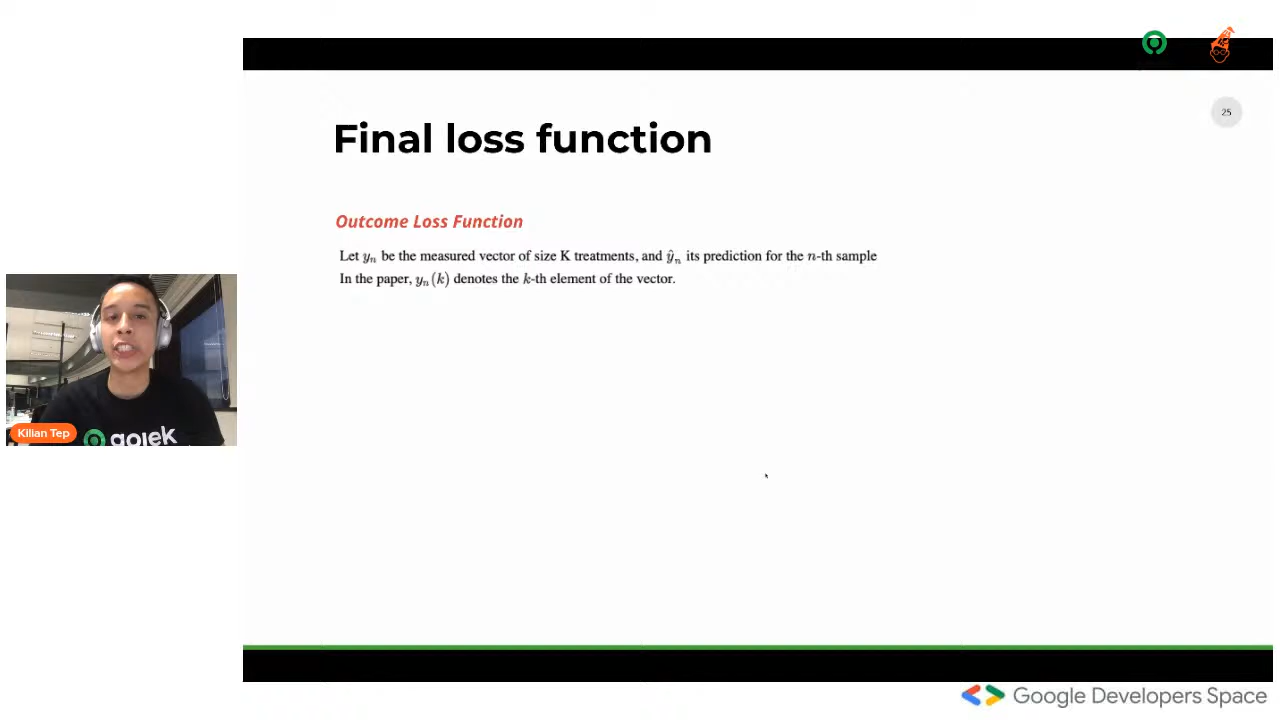 25
Final loss function
Outcome Loss Function
Let yₙ be the measured vector of size K treatments, and ŷₙ its prediction for the n-th sample
In the paper, yₙ(k) denotes the k-th element of the vector.
Kilian Tep
gojek
Google Developers Space